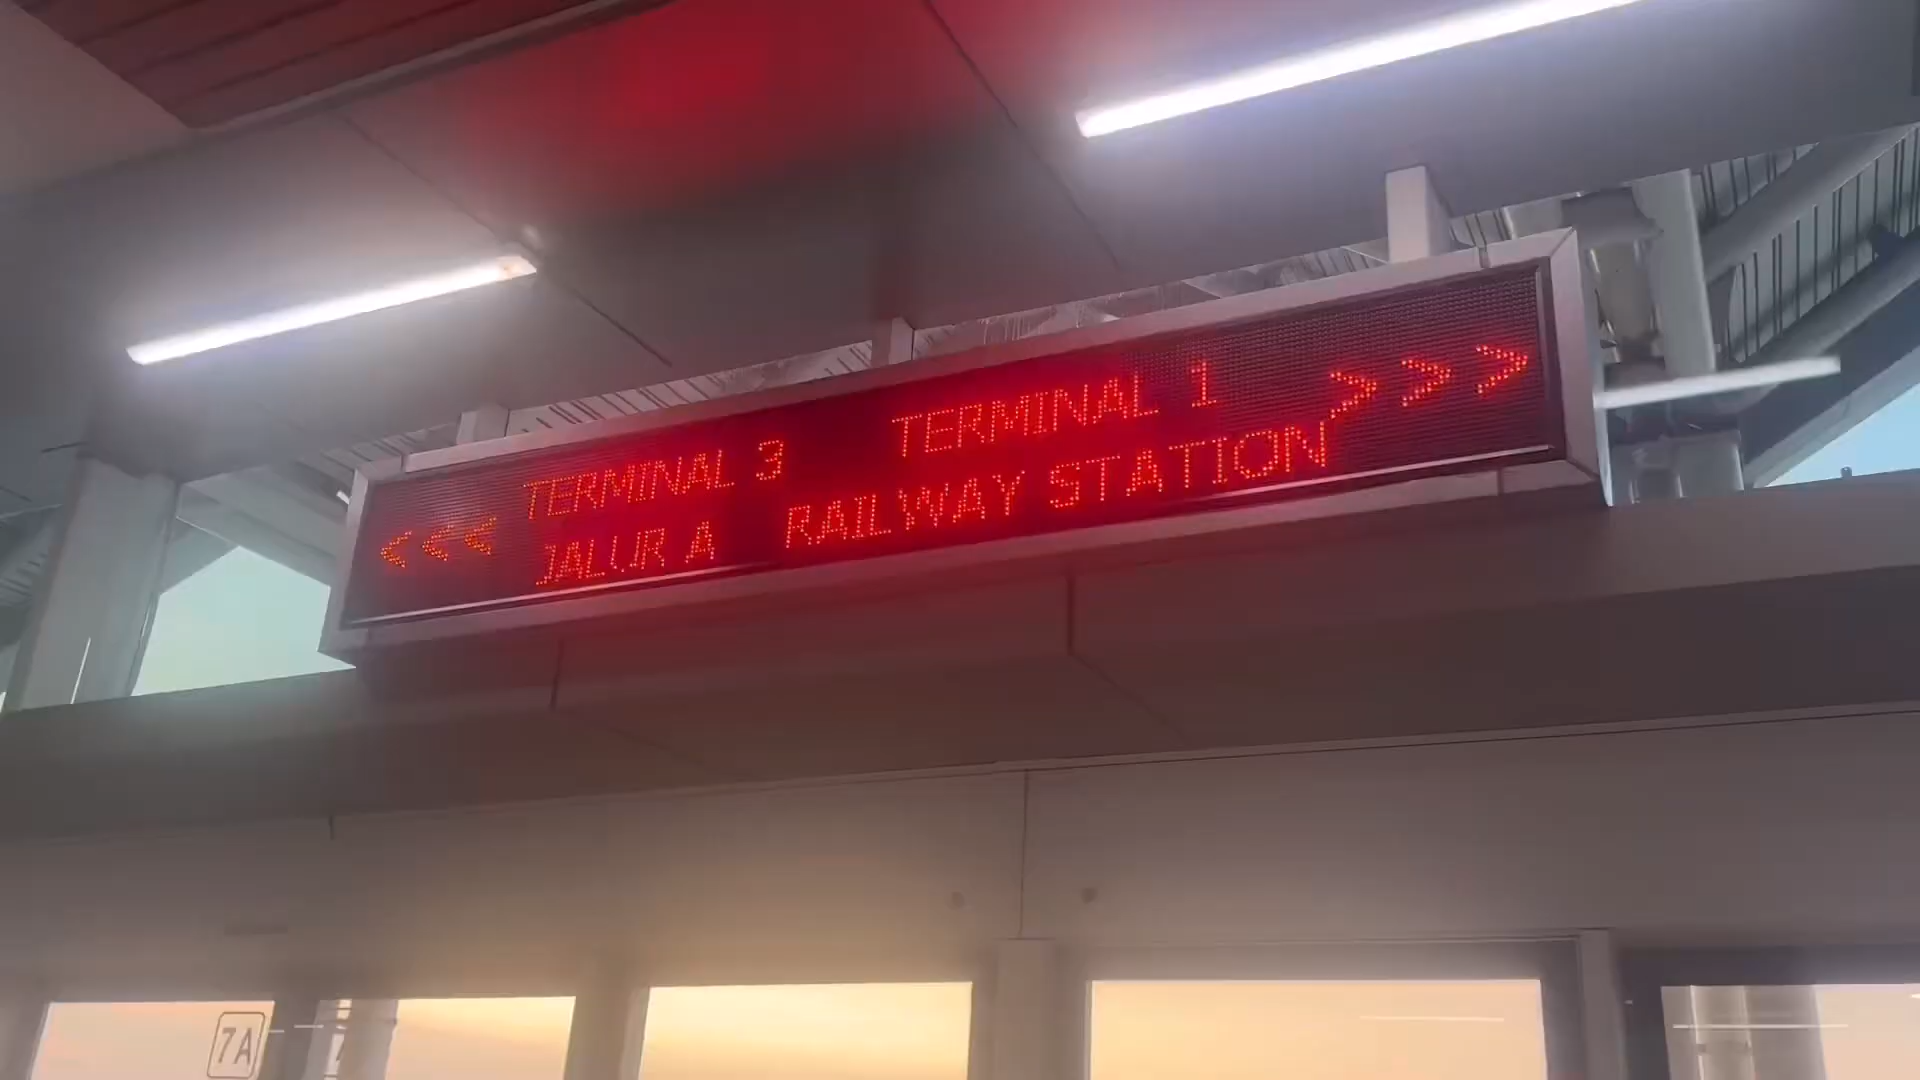 TERMINAL 3 TERMINAL 1 >>>
<<< JALUR A RAILWAY STATION
7A